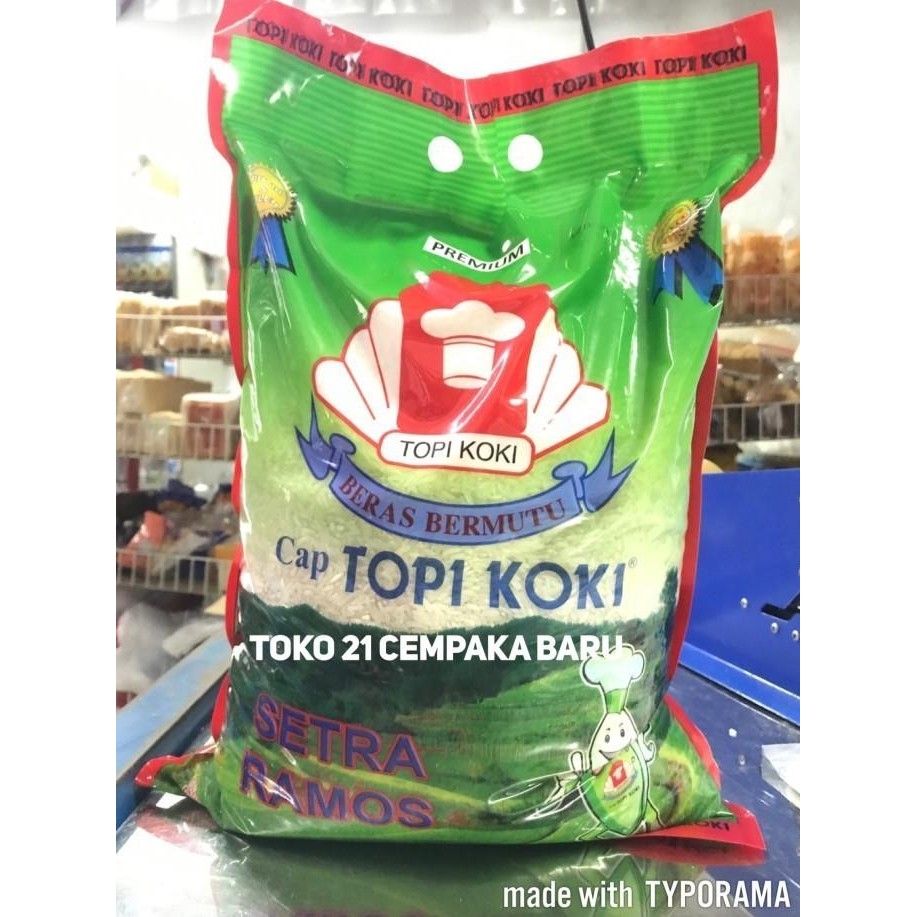 TOPI KOKI TOPI KOKI TOPI KOKI TOPI KOKI TOPI KOKI
PREMIUM
TOPI KOKI
BERAS BERMUTU
Cap TOPI KOKI®
TOKO 21 CEMPAKA BARU
SETRA
RAMOS
KOKI
made with TYPORAMA